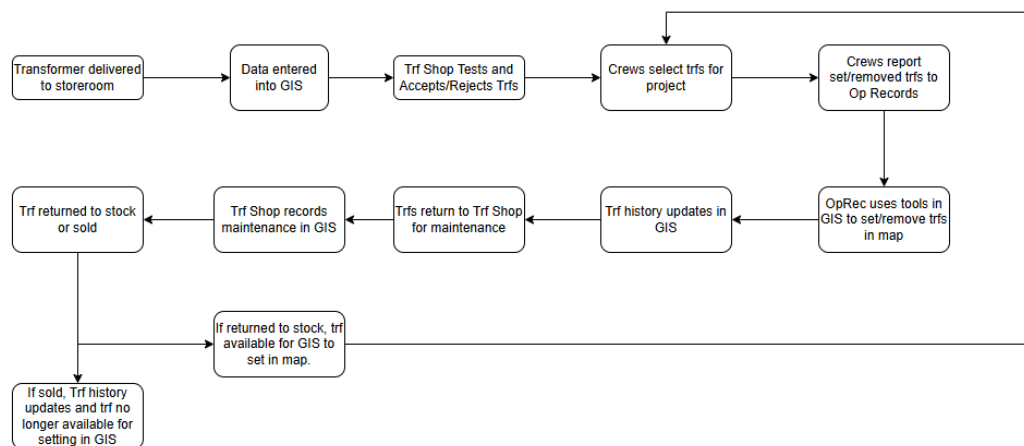 Transformer delivered
to storeroom
Data entered
into GIS
Trf Shop Tests and
Accepts/Rejects Trfs
Crews select trfs for
project
Crews report
set/removed trfs to
Op Records
OpRec uses tools in
GIS to set/remove trfs
in map
Trf history updates in
GIS
Trfs return to Trf Shop
for maintenance
Trf Shop records
maintenance in GIS
Trf returned to stock
or sold
If returned to stock, trf
available for GIS to
set in map.
If sold, Trf history
updates and trf no
longer available for
setting in GIS